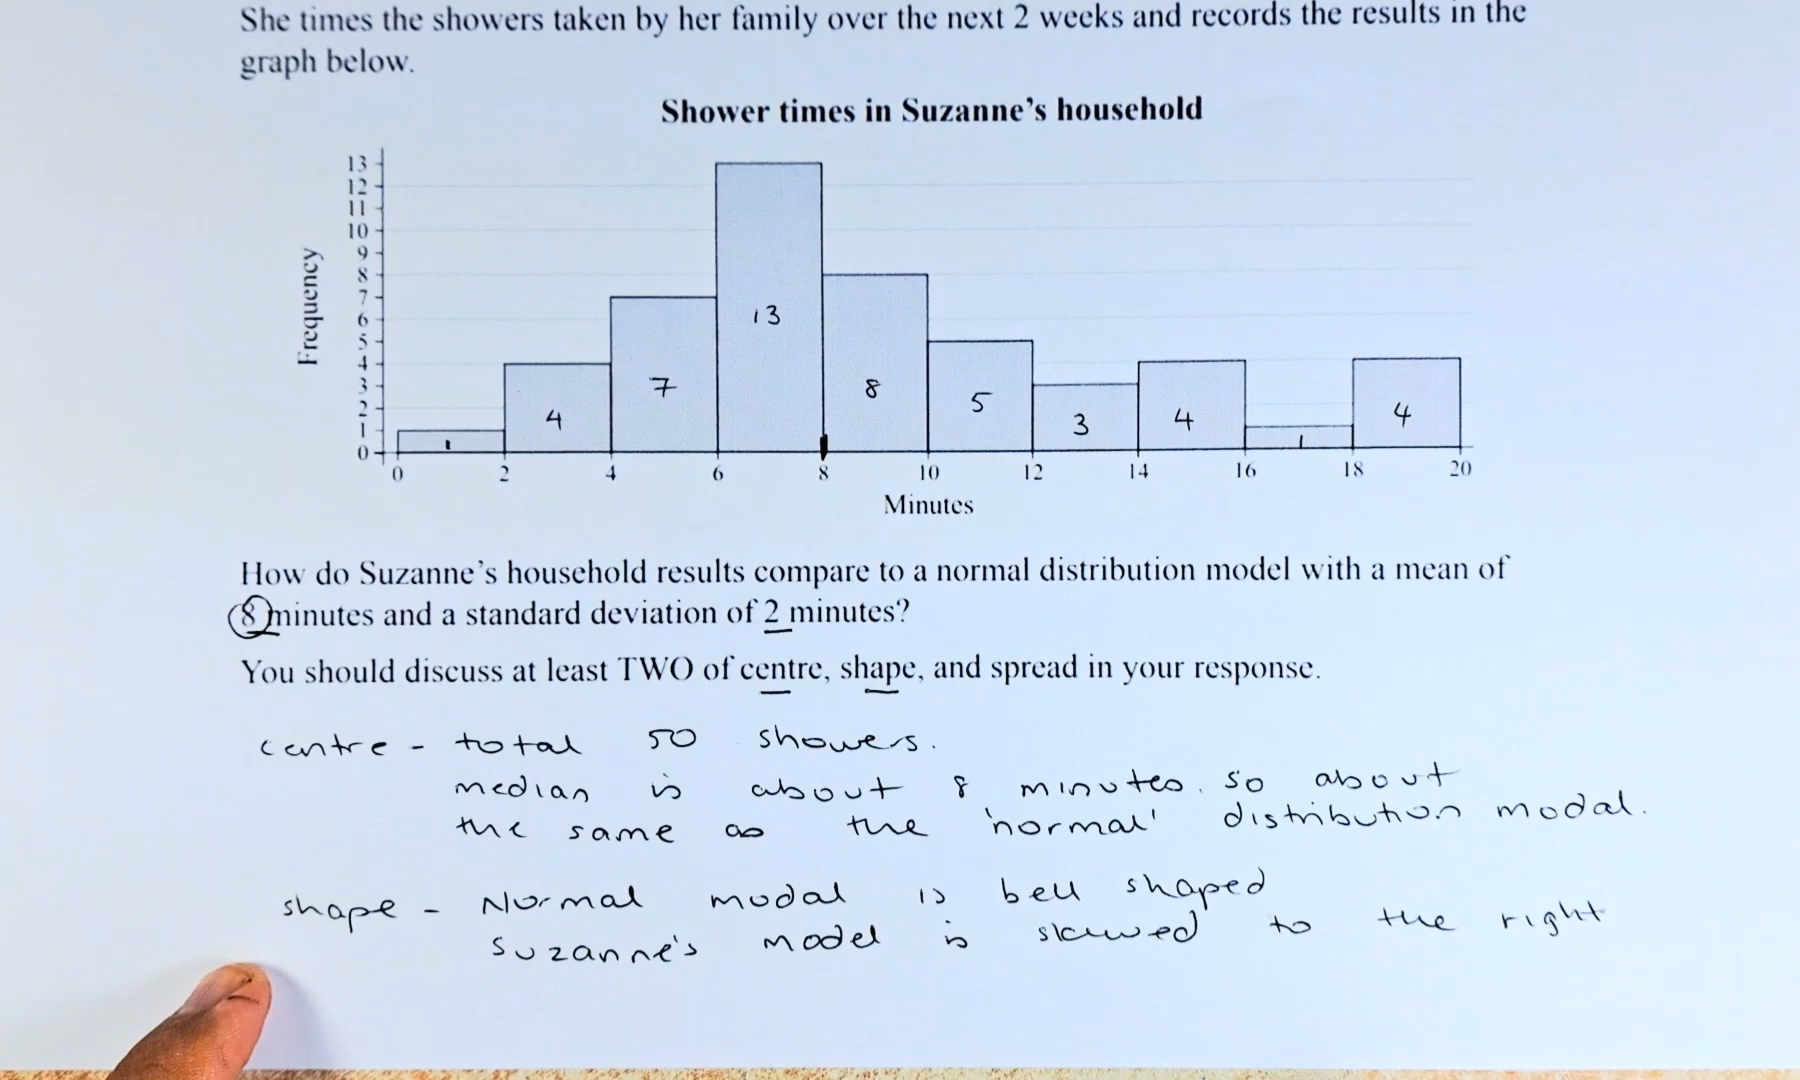 She times the showers taken by her family over the next 2 weeks and records the results in the
graph below.
Shower times in Suzanne's household
Frequency
13
12
11
10
9
8
7
6
5
4
3
2
1
0
1
4
7
13
8
5
3
4
1
4
0 2 4 6 8 10 12 14 16 18 20
Minutes
How do Suzanne's household results compare to a normal distribution model with a mean of
8 minutes and a standard deviation of 2 minutes?
You should discuss at least TWO of centre, shape, and spread in your response.
centre - total 50 showers.
median is about 8 minutes. so about
the same as the 'normal' distribution modal.
shape - Normal modal is bell shaped
Suzanne's model is skewed to the right